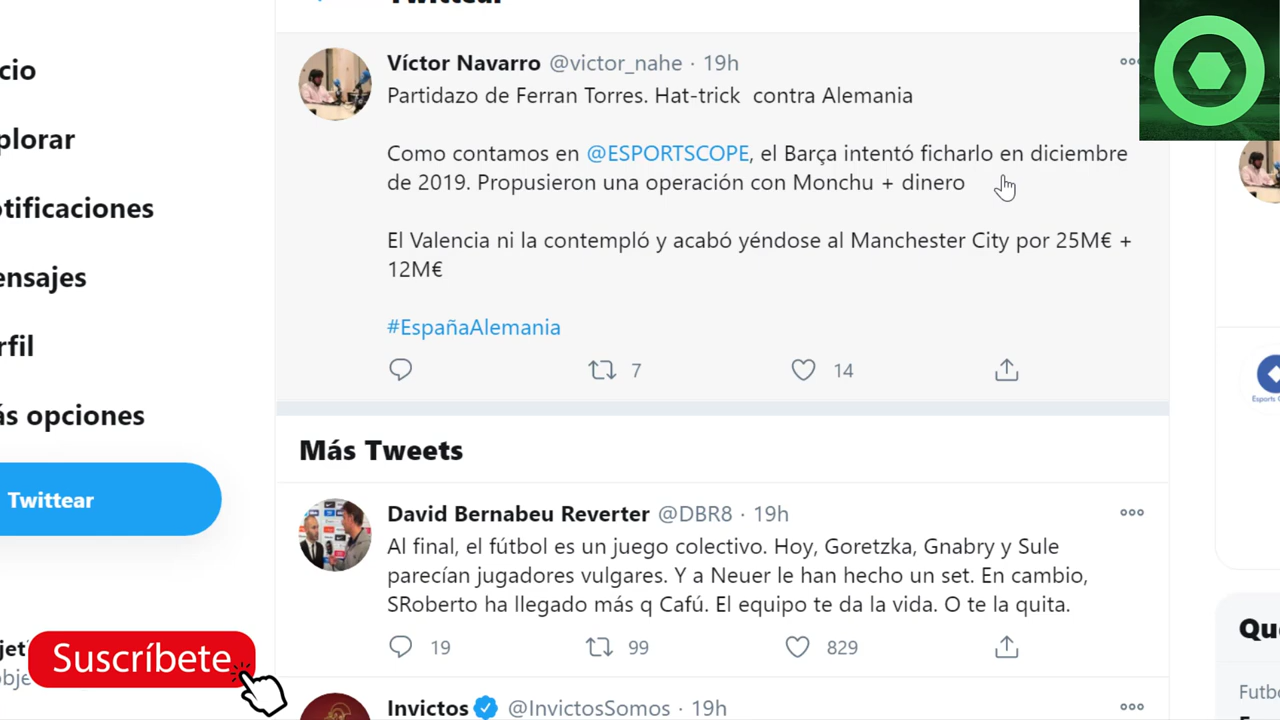 Twittear
cio
plorar
otificaciones
ensajes
rfil
ás opciones
Twittear
Víctor Navarro @victor_nahe · 19h
Partidazo de Ferran Torres. Hat-trick contra Alemania
Como contamos en @ESPORTSCOPE, el Barça intentó ficharlo en diciembre
de 2019. Propusieron una operación con Monchu + dinero
El Valencia ni la contempló y acabó yéndose al Manchester City por 25M€ +
12M€
#EspañaAlemania
7
14
Más Tweets
David Bernabeu Reverter @DBR8 · 19h
Al final, el fútbol es un juego colectivo. Hoy, Goretzka, Gnabry y Sule
parecían jugadores vulgares. Y a Neuer le han hecho un set. En cambio,
SRoberto ha llegado más q Cafú. El equipo te da la vida. O te la quita.
19
99
829
Invictos @InvictosSomos · 19h
Suscríbete
Qu
Futb